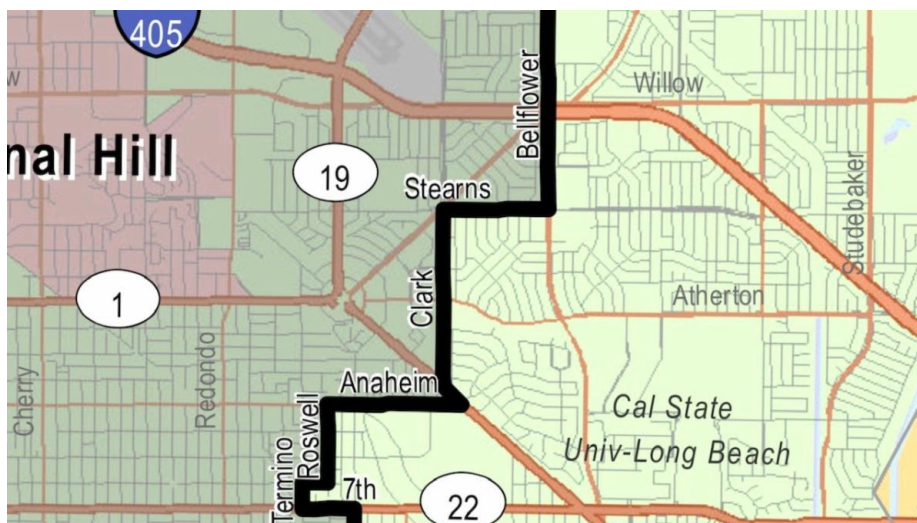 405
w
Willow
Bellflower
nal Hill
19
Stearns
Studebaker
1
Clark
Atherton
Redondo
Cherry
Anaheim
Roswell
Cal State
Univ-Long Beach
Termino
7th
22